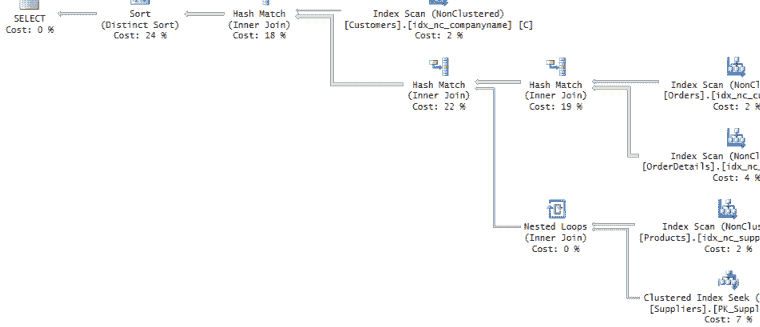 SELECT
Cost: 0 %
Sort
(Distinct Sort)
Cost: 24 %
Hash Match
(Inner Join)
Cost: 18 %
Index Scan (NonClustered)
[Customers].[idx_nc_companyname] [C]
Cost: 2 %
Hash Match
(Inner Join)
Cost: 22 %
Hash Match
(Inner Join)
Cost: 19 %
Index Scan (NonCl
[Orders].[idx_nc_cu
Cost: 2 %
Index Scan (NonCl
[OrderDetails].[idx_nc_
Cost: 4 %
Nested Loops
(Inner Join)
Cost: 0 %
Index Scan (NonClus
[Products].[idx_nc_supp
Cost: 2 %
Clustered Index Seek (
[Suppliers].[PK_Suppl
Cost: 7 %